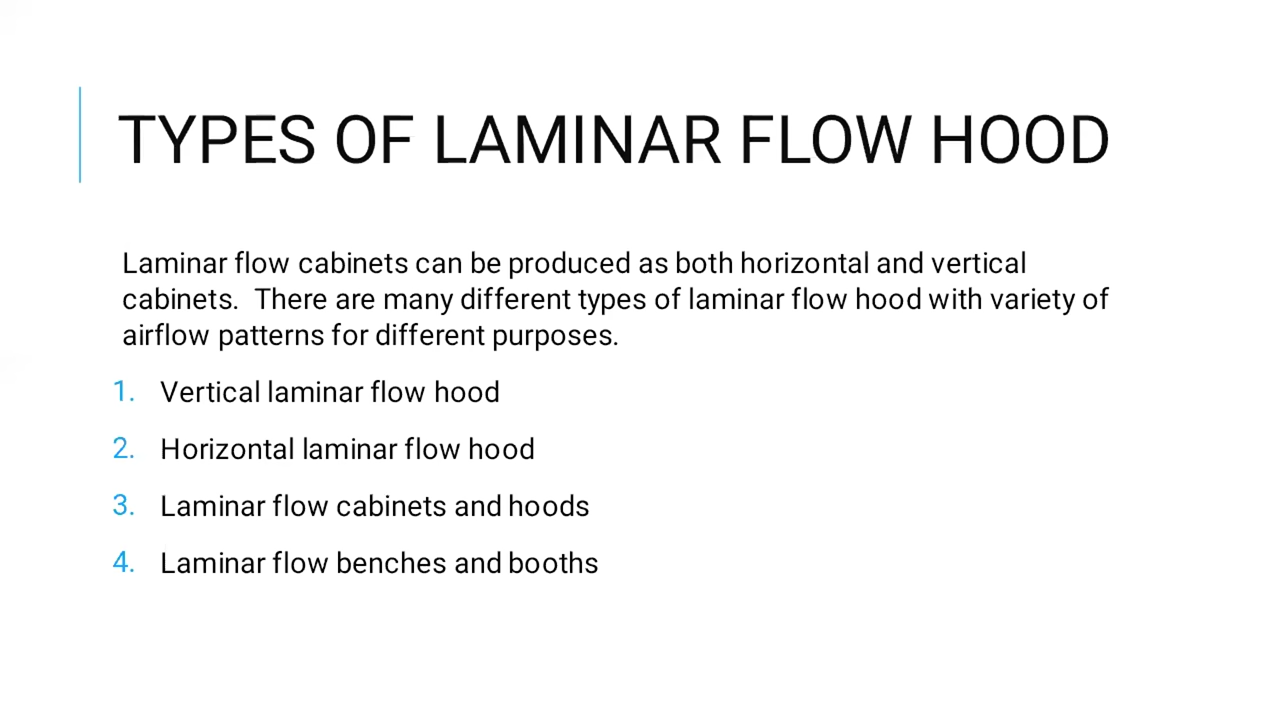 TYPES OF LAMINAR FLOW HOOD
Laminar flow cabinets can be produced as both horizontal and vertical
cabinets.  There are many different types of laminar flow hood with variety of
airflow patterns for different purposes.
1. Vertical laminar flow hood
2. Horizontal laminar flow hood
3. Laminar flow cabinets and hoods
4. Laminar flow benches and booths